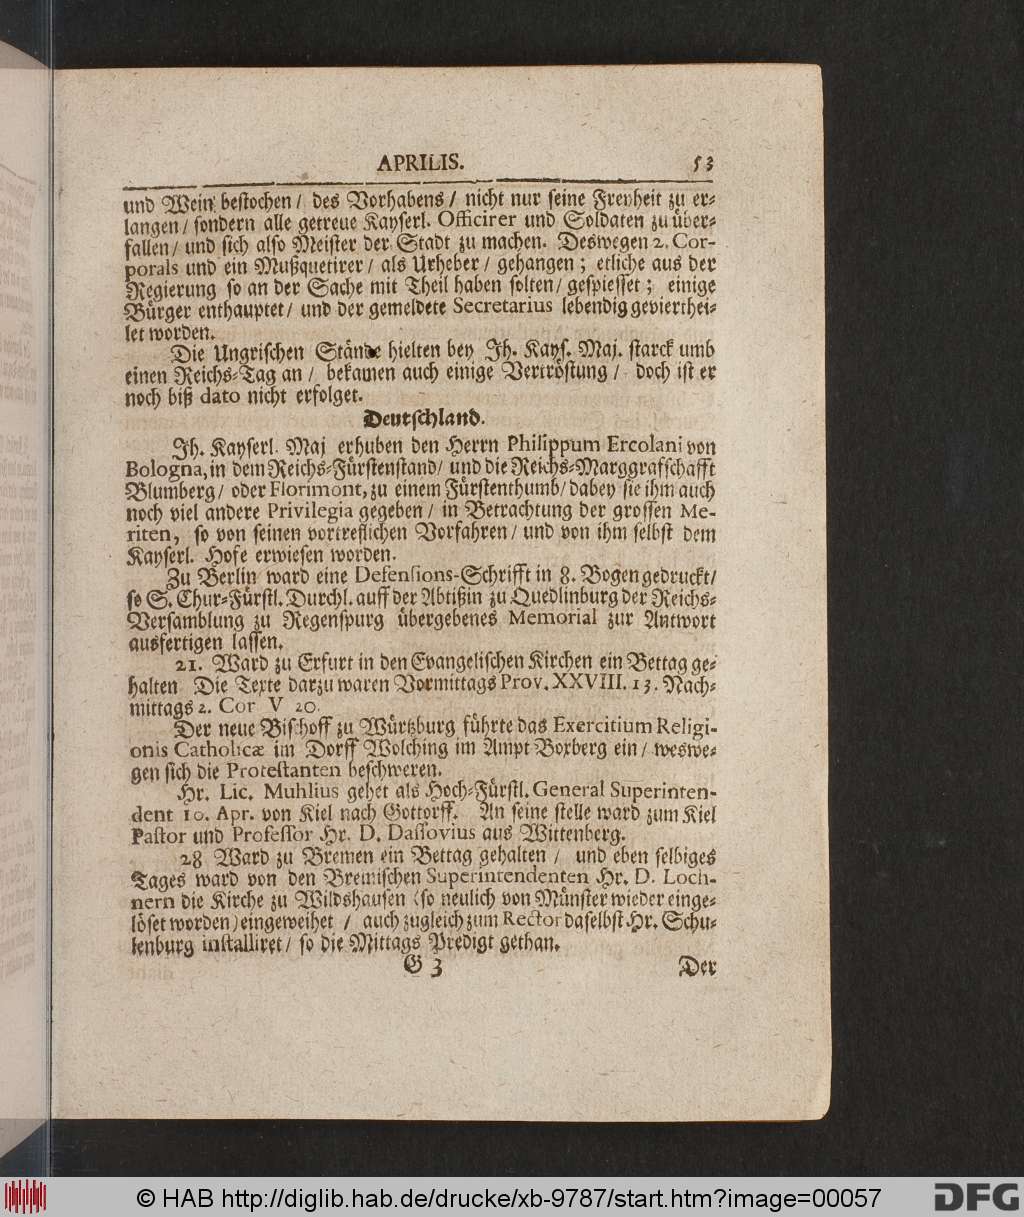 APRILIS. 53
und Wein bestochen / des Vorhabens / nicht nur seine Freyheit zu er-
langen / sondern alle getreue Kayserl. Officirer und Soldaten zu über-
fallen / und sich also Meister der Stadt zu machen. Deswegen 2. Cor-
porals und ein Mußquetirer / als Urheber / gehangen; etliche aus der
Regierung so an der Sache mit Theil haben solten / gespiesset; einige
Bürger enthauptet / und der gemeldete Secretarius lebendig gevierthei-
let worden.
Die Ungrischen Stände hielten bey Jh. Kays. Maj. starck umb
einen Reichs-Tag an / bekamen auch einige Vertröstung / doch ist er
noch biß dato nicht erfolget.
Deutschland.
Jh. Kayserl. Maj erhuben den Herrn Philippum Ercolani von
Bologna, in dem Reichs-Fürstenstand / und die Reichs-Marggrafschafft
Blumberg / oder Florimont, zu einem Fürstenthumb / dabey sie ihm auch
noch viel andere Privilegia gegeben / in Betrachtung der grossen Me-
riten, so von seinen vortreflichen Vorfahren / und von ihm selbst dem
Kayserl. Hofe erwiesen worden.
Zu Berlin ward eine Defensions-Schrifft in 8. Bogen gedruckt /
so S. Chur-Fürstl. Durchl. auff der Abtißin zu Quedlinburg der Reichs-
Versamblung zu Regenspurg übergebenes Memorial zur Antwort
ausfertigen lassen.
21. Ward zu Erfurt in den Evangelischen Kirchen ein Bettag ge-
halten Die Texte darzu waren Vormittags Prov. XXVIII. 13. Nach-
mittags 2. Cor V 20.
Der neue Bischoff zu Würtzburg führte das Exercitium Religi-
onis Catholicæ im Dorff Wolching im Ampt Boxberg ein / weswe-
gen sich die Protestanten beschweren.
Hr. Lic. Muhlius gehet als Hoch-Fürstl. General Superinten-
dent 10. Apr. von Kiel nach Gottorff. An seine stelle ward zum Kiel
Pastor und Professor Hr. D. Dassovius aus Wittenberg.
28 Ward zu Bremen ein Bettag gehalten / und eben selbiges
Tages ward von den Bremischen Superintendenten Hr. D. Loch-
nern die Kirche zu Wildshausen (so neulich von Münster wieder einge-
löset worden) eingeweihet / auch zugleich zum Rector daselbst Hr. Schu-
lenburg installiret / so die Mittags Predigt gethan.
G 3 Der
© HAB http://diglib.hab.de/drucke/xb-9787/start.htm?image=00057
DFG